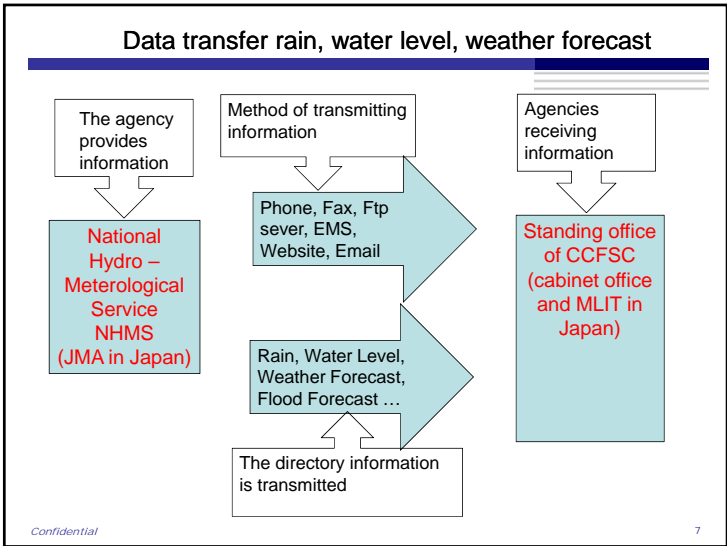 Data transfer rain, water level, weather forecast
The agency
provides
information
Method of transmitting
information
Agencies
receiving
information
National
Hydro –
Meterological
Service
NHMS
(JMA in Japan)
Phone, Fax, Ftp
sever, EMS,
Website, Email
Standing office
of CCFSC
(cabinet office
and MLIT in
Japan)
Rain, Water Level,
Weather Forecast,
Flood Forecast …
The directory information
is transmitted
Confidential
7